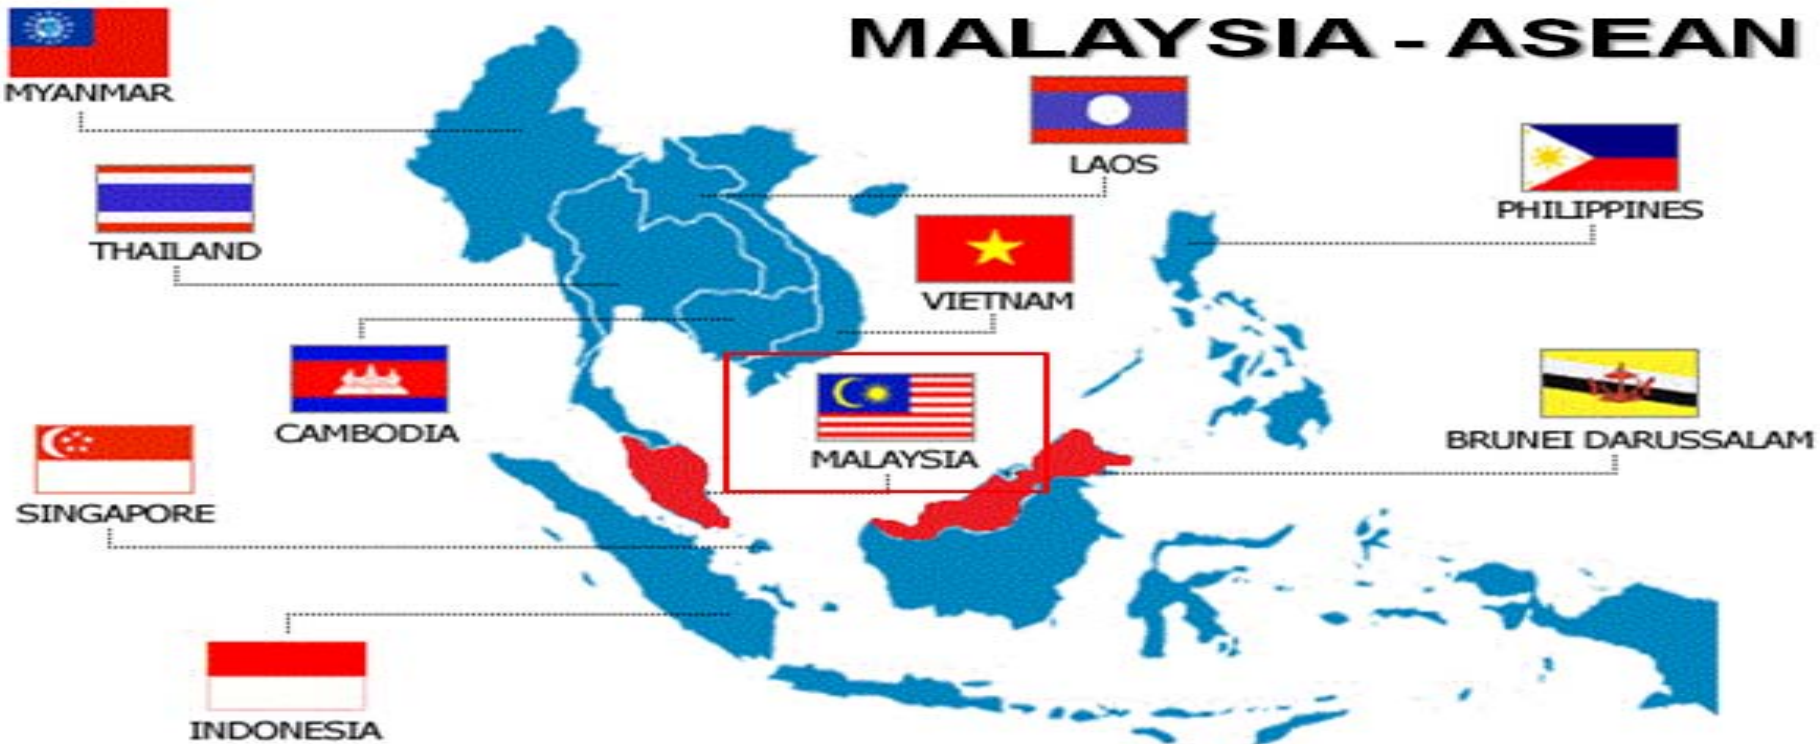 MALAYSIA - ASEAN
MYANMAR
LAOS
PHILIPPINES
THAILAND
VIETNAM
CAMBODIA
MALAYSIA
BRUNEI DARUSSALAM
SINGAPORE
INDONESIA